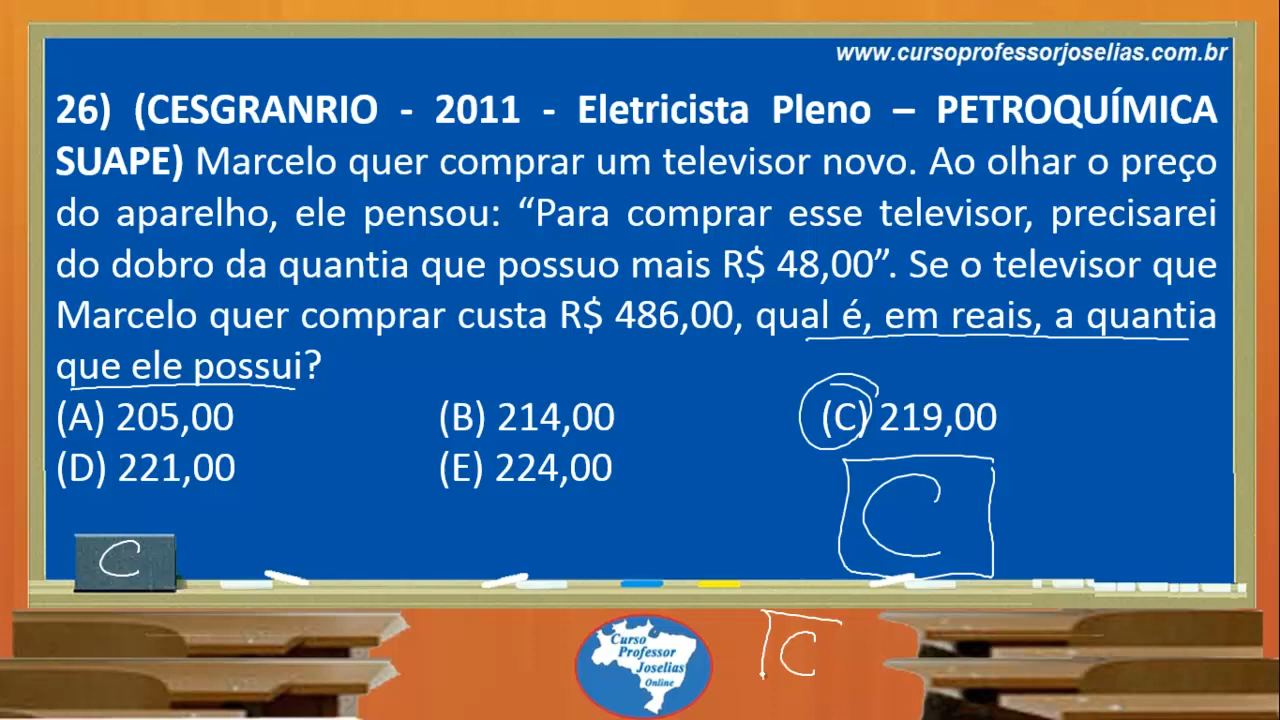 www.cursoprofessorjoselias.com.br
26) (CESGRANRIO - 2011 - Eletricista Pleno – PETROQUÍMICA
SUAPE) Marcelo quer comprar um televisor novo. Ao olhar o preço
do aparelho, ele pensou: “Para comprar esse televisor, precisarei
do dobro da quantia que possuo mais R$ 48,00”. Se o televisor que
Marcelo quer comprar custa R$ 486,00, qual é, em reais, a quantia
que ele possui?
(A) 205,00 (B) 214,00 (C) 219,00
(D) 221,00 (E) 224,00
C
C
Curso
Professor
Joselias
Online
C